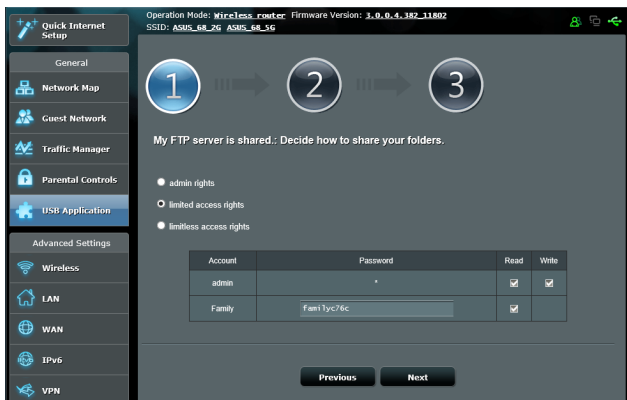 Quick Internet
Setup
Operation Mode: Wireless router Firmware Version: 3.0.0.4.382_11802
SSID: ASUS_68_2G ASUS_68_5G
General
Network Map
Guest Network
Traffic Manager
Parental Controls
USB Application
Advanced Settings
Wireless
LAN
WAN
IPv6
VPN
1 2 3
My FTP server is shared.: Decide how to share your folders.
admin rights
limited access rights
limitless access rights
Account Password Read Write
admin *
Family familyc76c
Previous Next